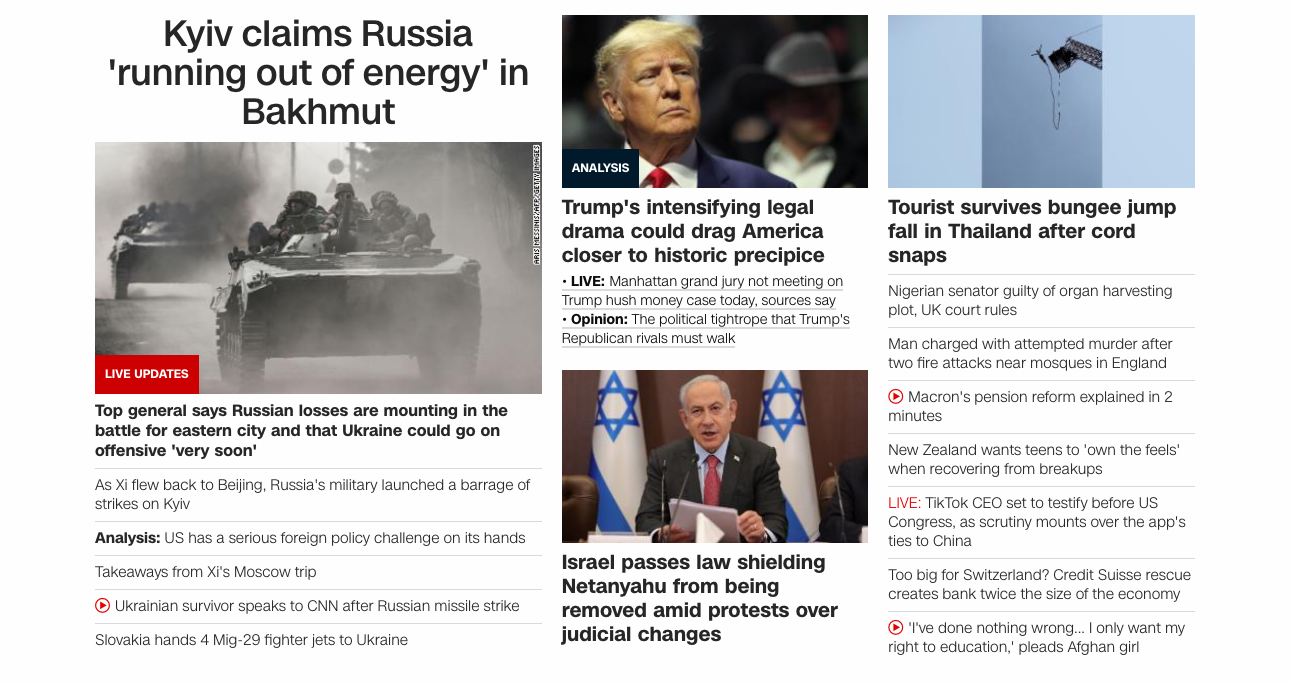 Kyiv claims Russia
'running out of energy' in
Bakhmut
ARIS MESSINIS/AFP/GETTY IMAGES
LIVE UPDATES
Top general says Russian losses are mounting in the
battle for eastern city and that Ukraine could go on
offensive 'very soon'
As Xi flew back to Beijing, Russia's military launched a barrage of
strikes on Kyiv
Analysis: US has a serious foreign policy challenge on its hands
Takeaways from Xi's Moscow trip
Ukrainian survivor speaks to CNN after Russian missile strike
Slovakia hands 4 Mig-29 fighter jets to Ukraine
ANALYSIS
Trump's intensifying legal
drama could drag America
closer to historic precipice
• LIVE: Manhattan grand jury not meeting on
Trump hush money case today, sources say
• Opinion: The political tightrope that Trump's
Republican rivals must walk
Israel passes law shielding
Netanyahu from being
removed amid protests over
judicial changes
Tourist survives bungee jump
fall in Thailand after cord
snaps
Nigerian senator guilty of organ harvesting
plot, UK court rules
Man charged with attempted murder after
two fire attacks near mosques in England
Macron's pension reform explained in 2
minutes
New Zealand wants teens to 'own the feels'
when recovering from breakups
LIVE: TikTok CEO set to testify before US
Congress, as scrutiny mounts over the app's
ties to China
Too big for Switzerland? Credit Suisse rescue
creates bank twice the size of the economy
'I've done nothing wrong... I only want my
right to education,' pleads Afghan girl